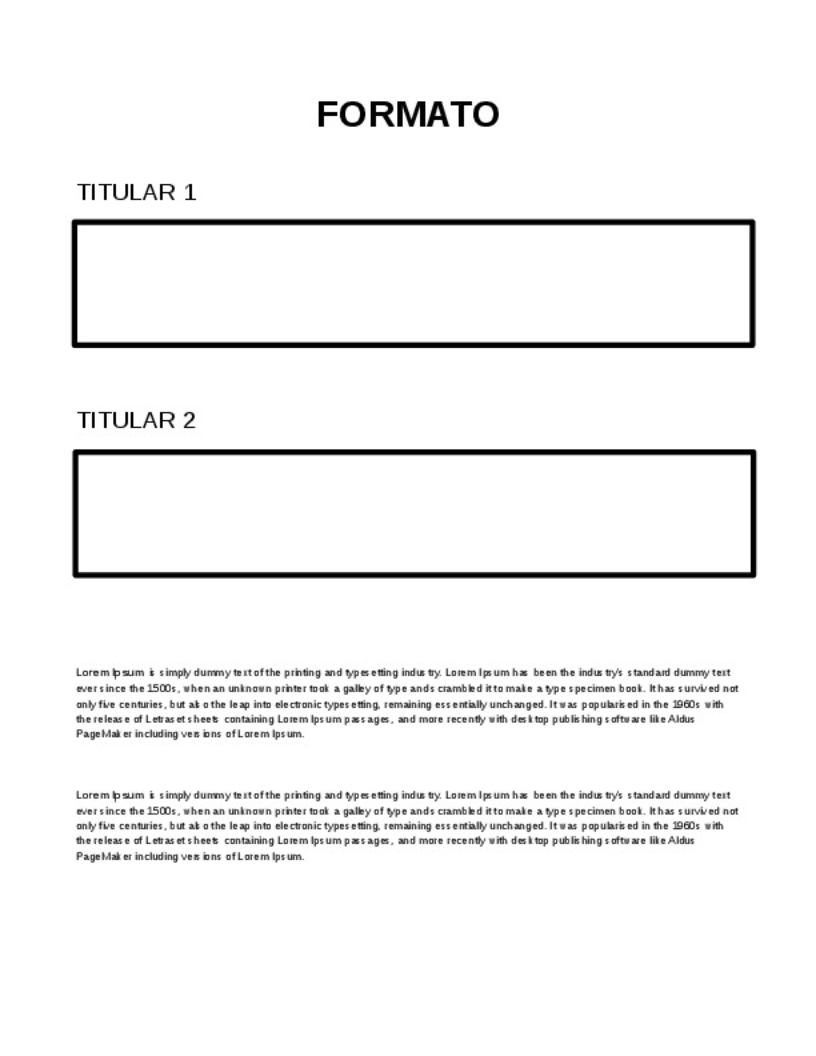 FORMATO
TITULAR 1
TITULAR 2
Lorem Ipsum is simply dummy text of the printing and typesetting industry. Lorem Ipsum has been the industry's standard dummy text
ever since the 1500s, when an unknown printer took a galley of type and scrambled it to make a type specimen book. It has survived not
only five centuries, but also the leap into electronic typesetting, remaining essentially unchanged. It was popularised in the 1960s with
the release of Letraset sheets containing Lorem Ipsum passages, and more recently with desktop publishing software like Aldus
PageMaker including versions of Lorem Ipsum.
Lorem Ipsum is simply dummy text of the printing and typesetting industry. Lorem Ipsum has been the industry's standard dummy text
ever since the 1500s, when an unknown printer took a galley of type and scrambled it to make a type specimen book. It has survived not
only five centuries, but also the leap into electronic typesetting, remaining essentially unchanged. It was popularised in the 1960s with
the release of Letraset sheets containing Lorem Ipsum passages, and more recently with desktop publishing software like Aldus
PageMaker including versions of Lorem Ipsum.